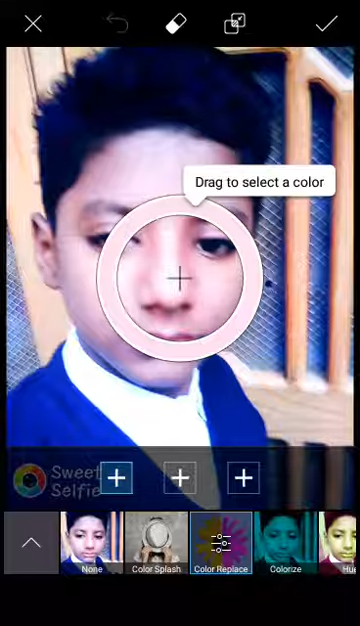 Drag to select a color
Sweet
Selfie
None
Color Splash
Color Replace
Colorize
Hue